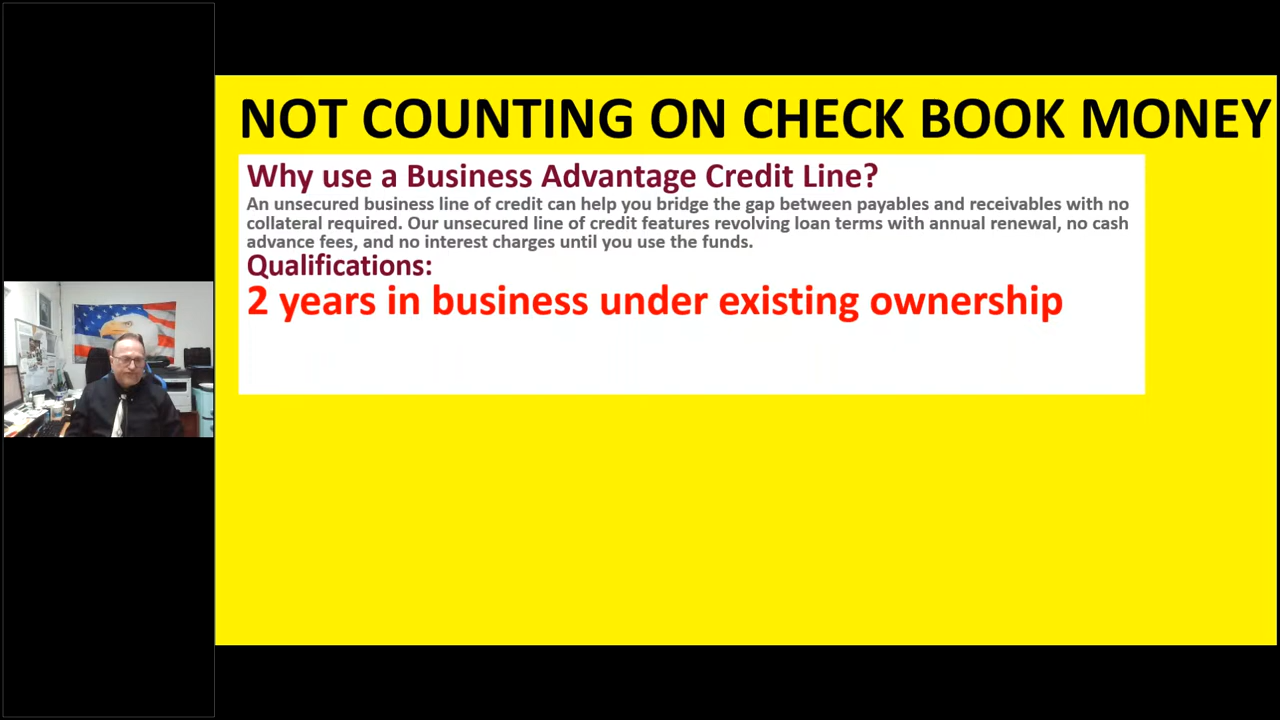 NOT COUNTING ON CHECK BOOK MONEY
Why use a Business Advantage Credit Line?
An unsecured business line of credit can help you bridge the gap between payables and receivables with no
collateral required. Our unsecured line of credit features revolving loan terms with annual renewal, no cash
advance fees, and no interest charges until you use the funds.
Qualifications:
2 years in business under existing ownership